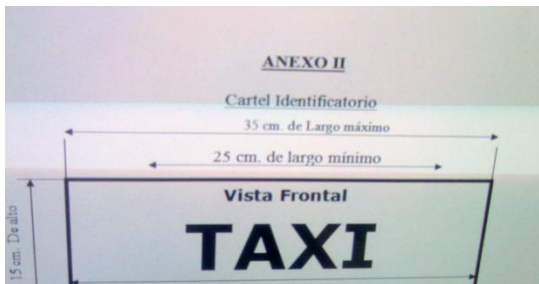 ANEXO II
Cartel Identificatorio
35 cm. de Largo máximo
25 cm. de largo mínimo
Vista Frontal
TAXI
15 cm. De alto